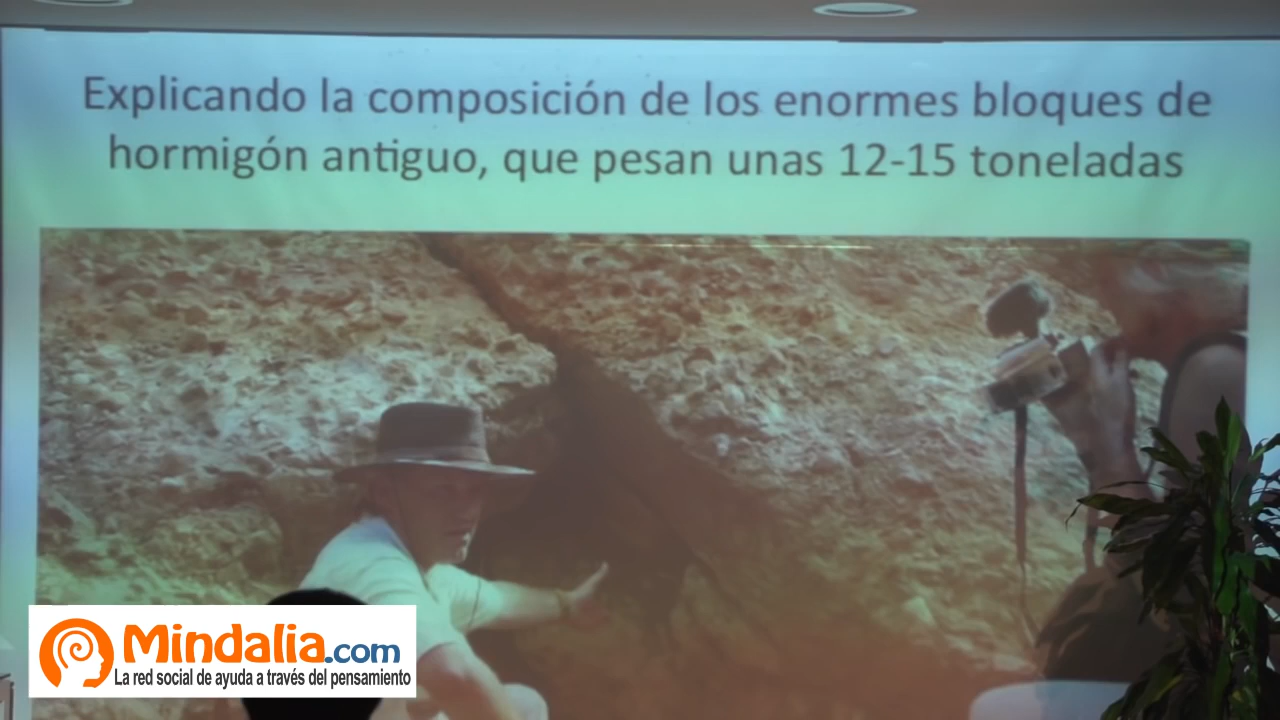 Explicando la composición de los enormes bloques de
hormigón antiguo, que pesan unas 12-15 toneladas
Mindalia.com
La red social de ayuda a través del pensamiento